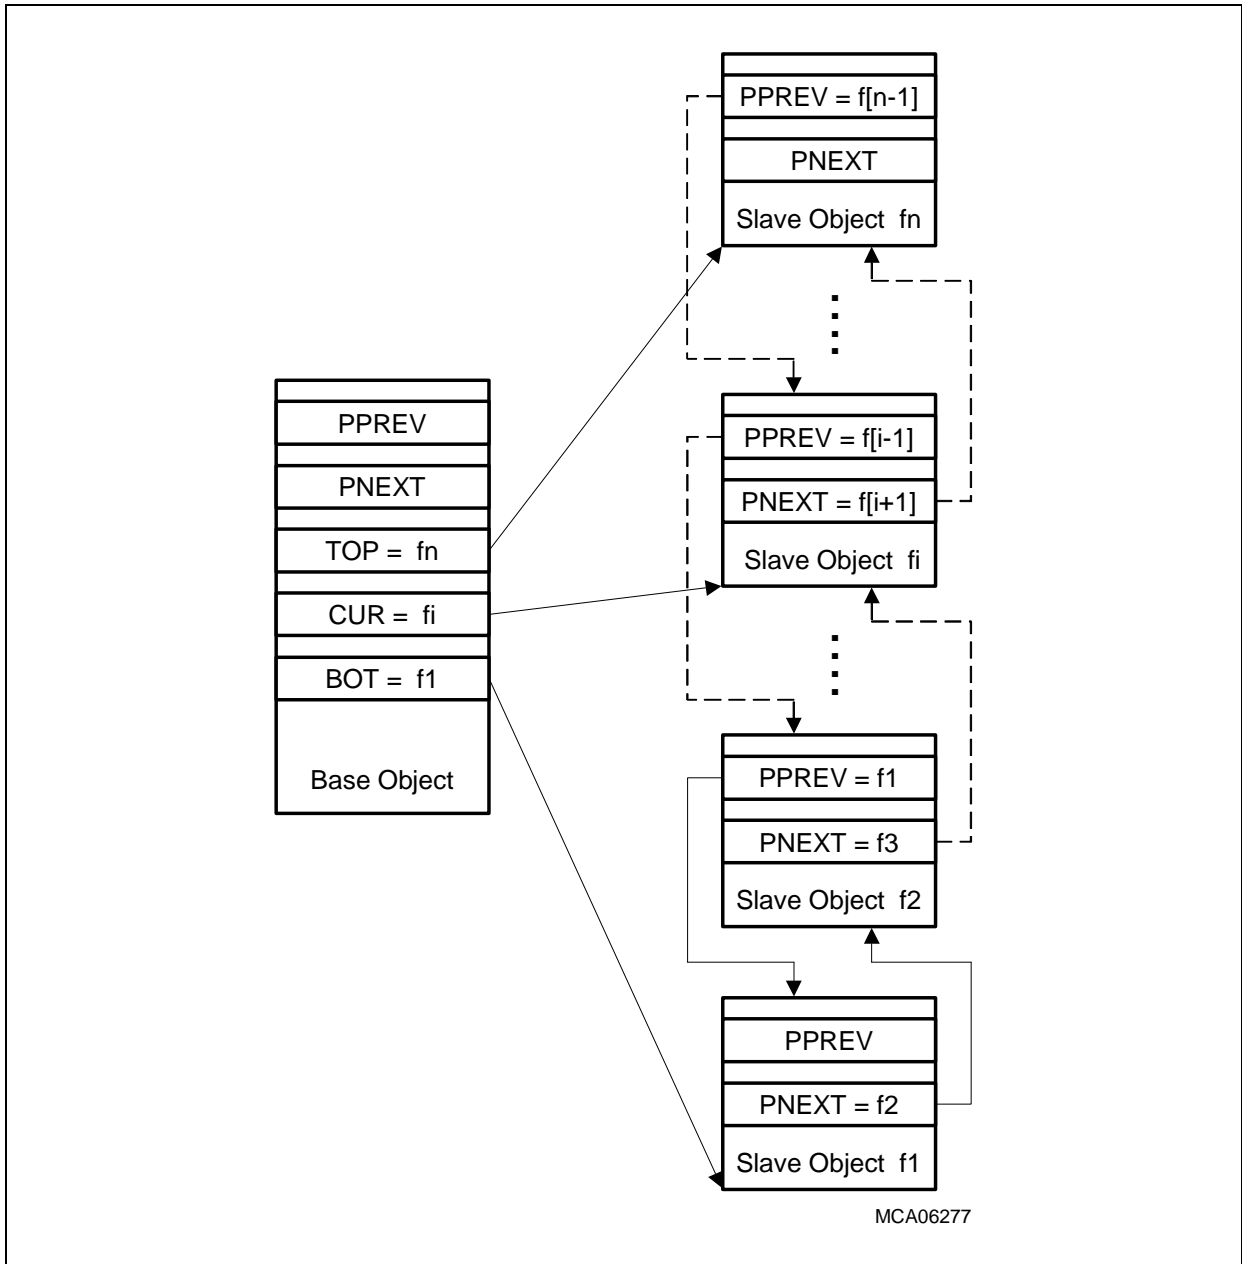 PPREV = f[n-1]
PNEXT
Slave Object fn
PPREV
PNEXT
TOP = fn
CUR = fi
BOT = f1
Base Object
PPREV = f[i-1]
PNEXT = f[i+1]
Slave Object fi
PPREV = f1
PNEXT = f3
Slave Object f2
PPREV
PNEXT = f2
Slave Object f1
MCA06277